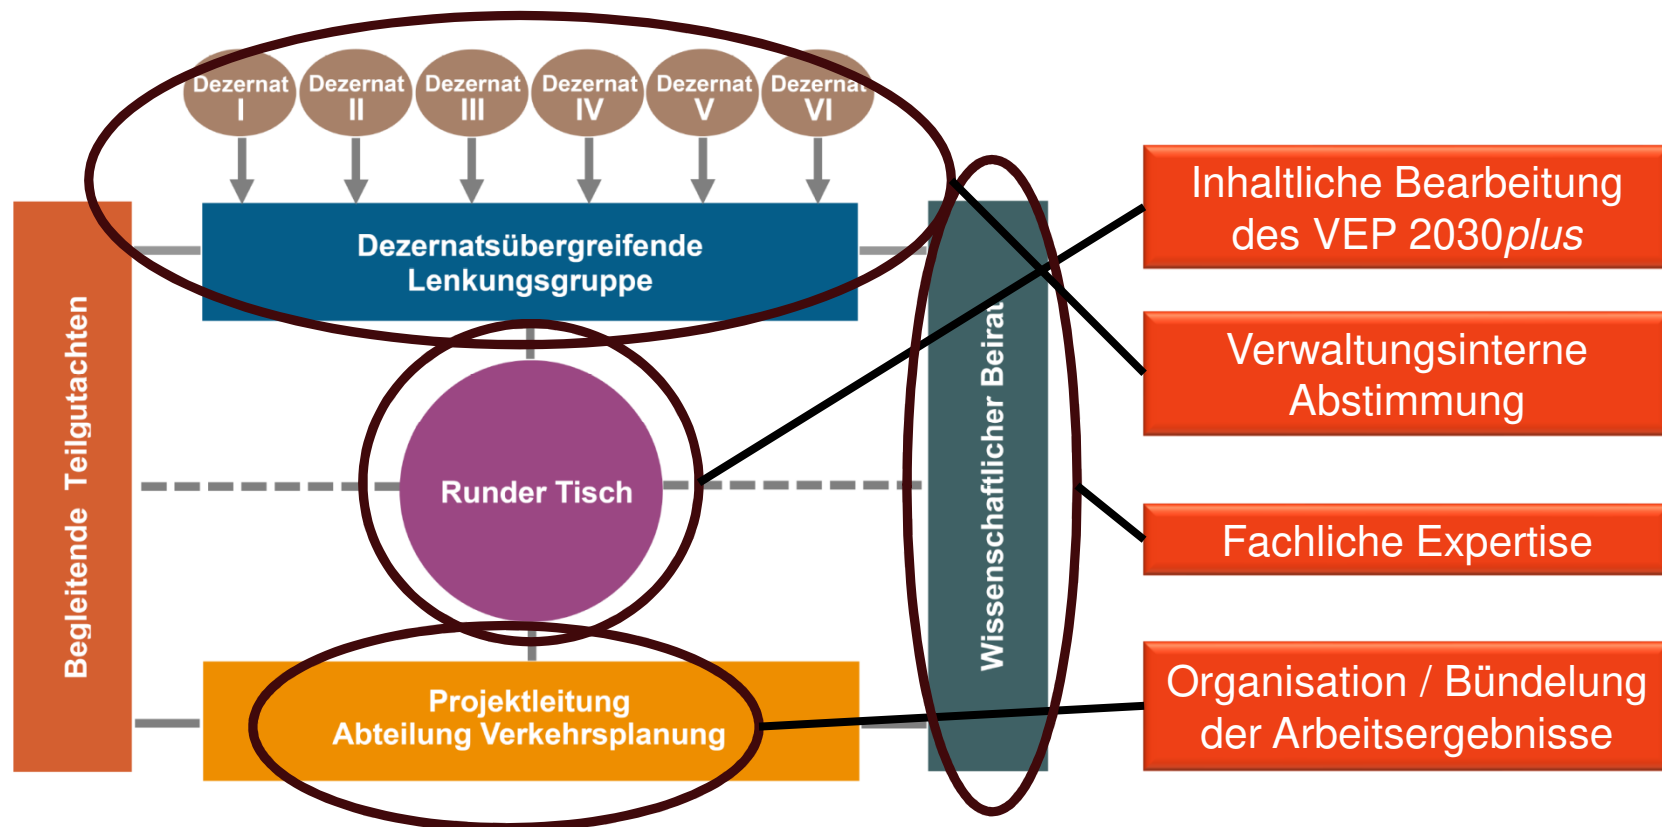 Dezernat
I
Dezernat
II
Dezernat
III
Dezernat
IV
Dezernat
V
Dezernat
VI
Dezernatsübergreifende
Lenkungsgruppe
Begleitende Teilgutachten
Runder Tisch
Wissenschaftlicher Beirat
Projektleitung
Abteilung Verkehrsplanung
Inhaltliche Bearbeitung
des VEP 2030plus
Verwaltungsinterne
Abstimmung
Fachliche Expertise
Organisation / Bündelung
der Arbeitsergebnisse